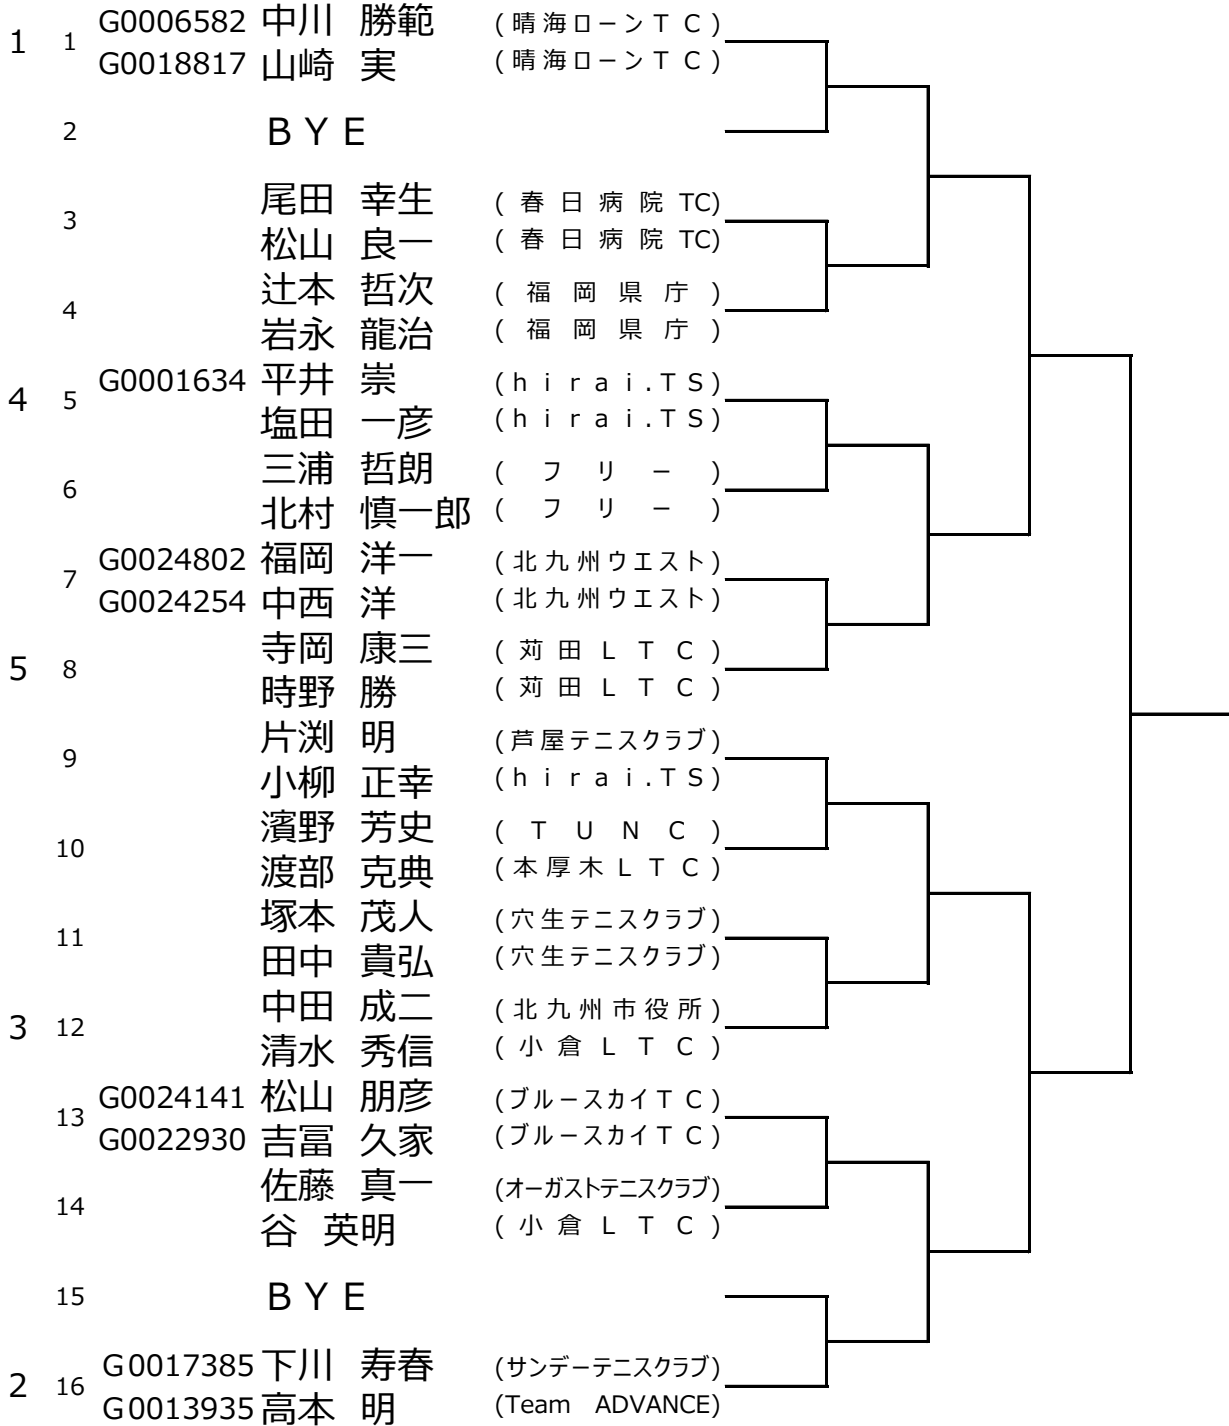 G0006582 中川 勝範 (晴海ローンＴＣ)
1 1
G0018817 山崎 実 (晴海ローンＴＣ)
2 ＢＹＥ
尾田 幸生 (春日病院TC)
3
松山 良一 (春日病院TC)
辻本 哲次 (福岡県庁)
4
岩永 龍治 (福岡県庁)
G0001634 平井 崇 (ｈｉｒａｉ.ＴＳ)
4 5
塩田 一彦 (ｈｉｒａｉ.ＴＳ)
三浦 哲朗 (フリー)
6
北村 慎一郎 (フリー)
G0024802 福岡 洋一 (北九州ウエスト)
7
G0024254 中西 洋 (北九州ウエスト)
寺岡 康三 (苅田ＬＴＣ)
5 8
時野 勝 (苅田ＬＴＣ)
片渕 明 (芦屋テニスクラブ)
9
小柳 正幸 (ｈｉｒａｉ.ＴＳ)
濱野 芳史 (ＴＵＮＣ)
10
渡部 克典 (本厚木ＬＴＣ)
塚本 茂人 (穴生テニスクラブ)
11
田中 貴弘 (穴生テニスクラブ)
中田 成二 (北九州市役所)
3 12
清水 秀信 (小倉ＬＴＣ)
G0024141 松山 朋彦 (ブルースカイＴＣ)
13
G0022930 吉冨 久家 (ブルースカイＴＣ)
佐藤 真一 (オーガストテニスクラブ)
14
谷 英明 (小倉ＬＴＣ)
15 ＢＹＥ
G0017385 下川 寿春 (サンデーテニスクラブ)
2 16
G0013935 高本 明 (Team ADVANCE)